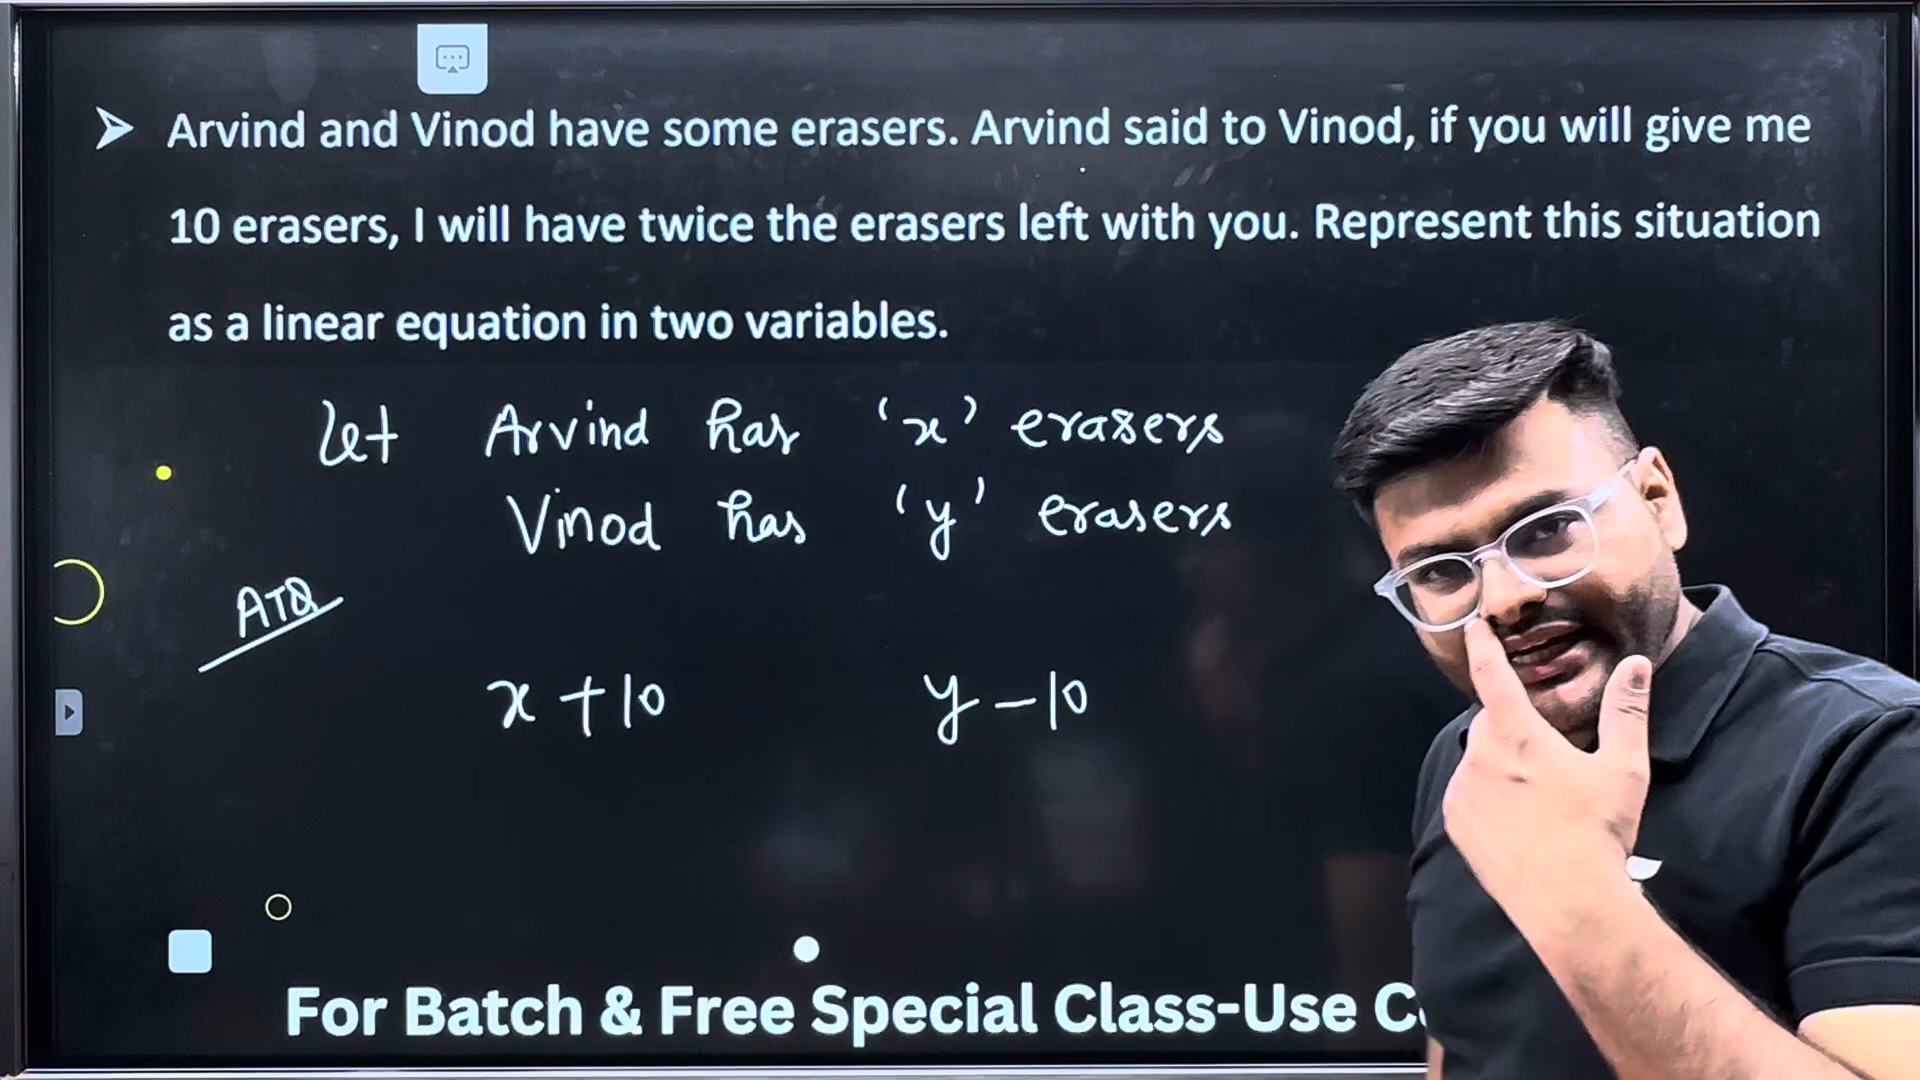 ➤ Arvind and Vinod have some erasers. Arvind said to Vinod, if you will give me
10 erasers, I will have twice the erasers left with you. Represent this situation
as a linear equation in two variables.
Let Arvind has 'x' erasers
Vinod has 'y' erasers
ATQ
x + 10 y - 10
For Batch & Free Special Class-Use